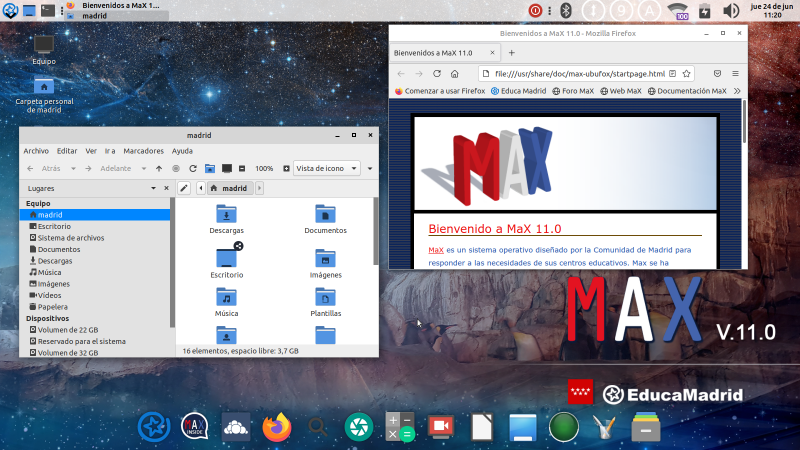 Bienvenidos a MaX 1...
madrid
1 9 A
100
jue 24 de jun
11:20
Equipo
Carpeta personal
de madrid
Bienvenidos a MaX 11.0 - Mozilla Firefox
Bienvenidos a MaX 11.0
file:///usr/share/doc/max-ubufox/startpage.html
Comenzar a usar Firefox
Educa Madrid
Foro MaX
Web MaX
Documentación MaX
MAX
Bienvenido a MaX 11.0
MaX es un sistema operativo diseñado por la Comunidad de Madrid para
responder a las necesidades de sus centros educativos. Max se ha
madrid
Archivo Editar Ver Ir a Marcadores Ayuda
Atrás
Adelante
100%
Vista de icono
Lugares
madrid
Equipo
madrid
Escritorio
Sistema de archivos
Documentos
Descargas
Música
Imágenes
Vídeos
Papelera
Dispositivos
Volumen de 22 GB
Reservado para el sistema
Volumen de 32 GB
Descargas
Documentos
Escritorio
Imágenes
Música
Plantillas
16 elementos, espacio libre: 3,7 GB
MAX V.11.0
EducaMadrid
MAX
INSIDE